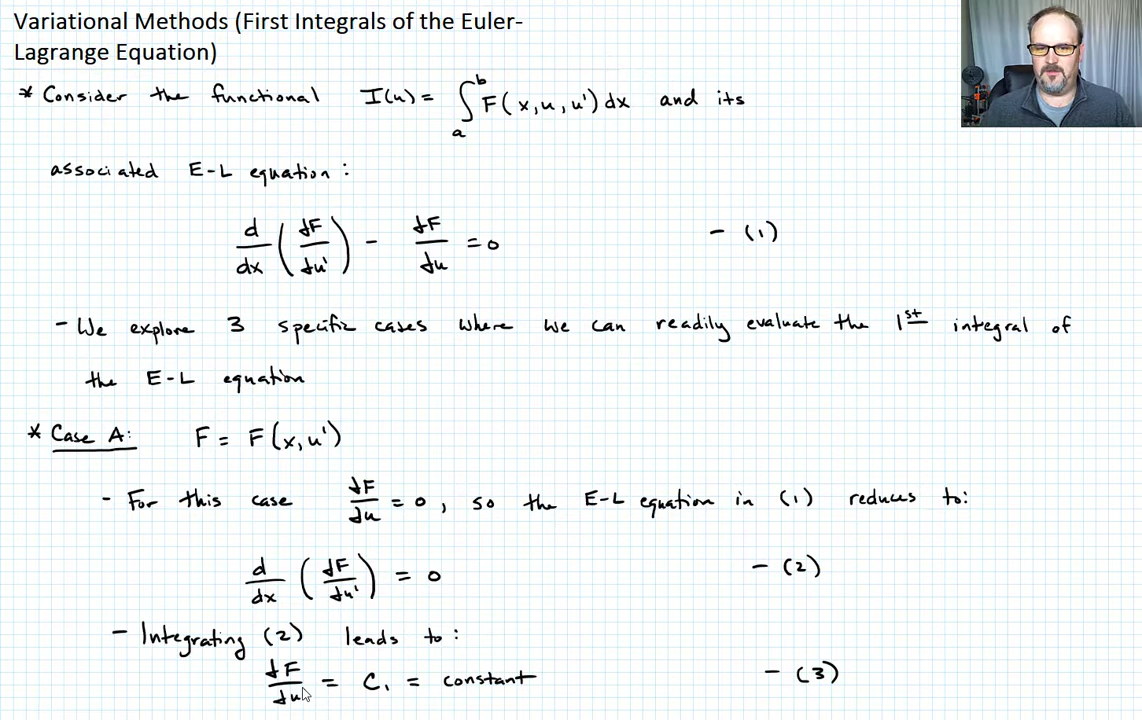 Variational Methods (First Integrals of the Euler-
Lagrange Equation)
* Consider the functional I(u) = ∫_a^b F(x,u,u') dx and its
associated E-L equation:
d/dx (∂F/∂u') - ∂F/∂u = 0 - (1)
- We explore 3 specific cases where we can readily evaluate the 1st integral of
the E-L equation
* Case A: F = F(x,u')
- For this case ∂F/∂u = 0, so the E-L equation in (1) reduces to:
d/dx (∂F/∂u') = 0 - (2)
- Integrating (2) leads to:
∂F/∂u' = C₁ = constant - (3)